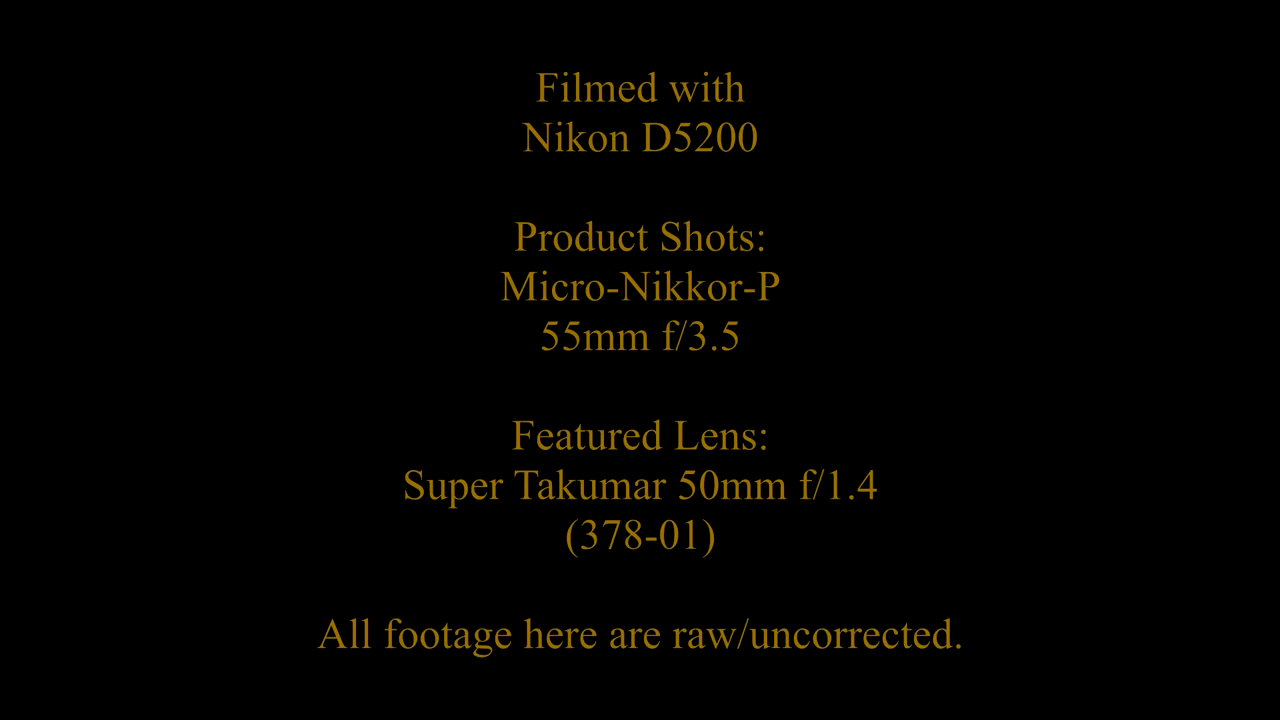 Filmed with
Nikon D5200
Product Shots:
Micro-Nikkor-P
55mm f/3.5
Featured Lens:
Super Takumar 50mm f/1.4
(378-01)
All footage here are raw/uncorrected.